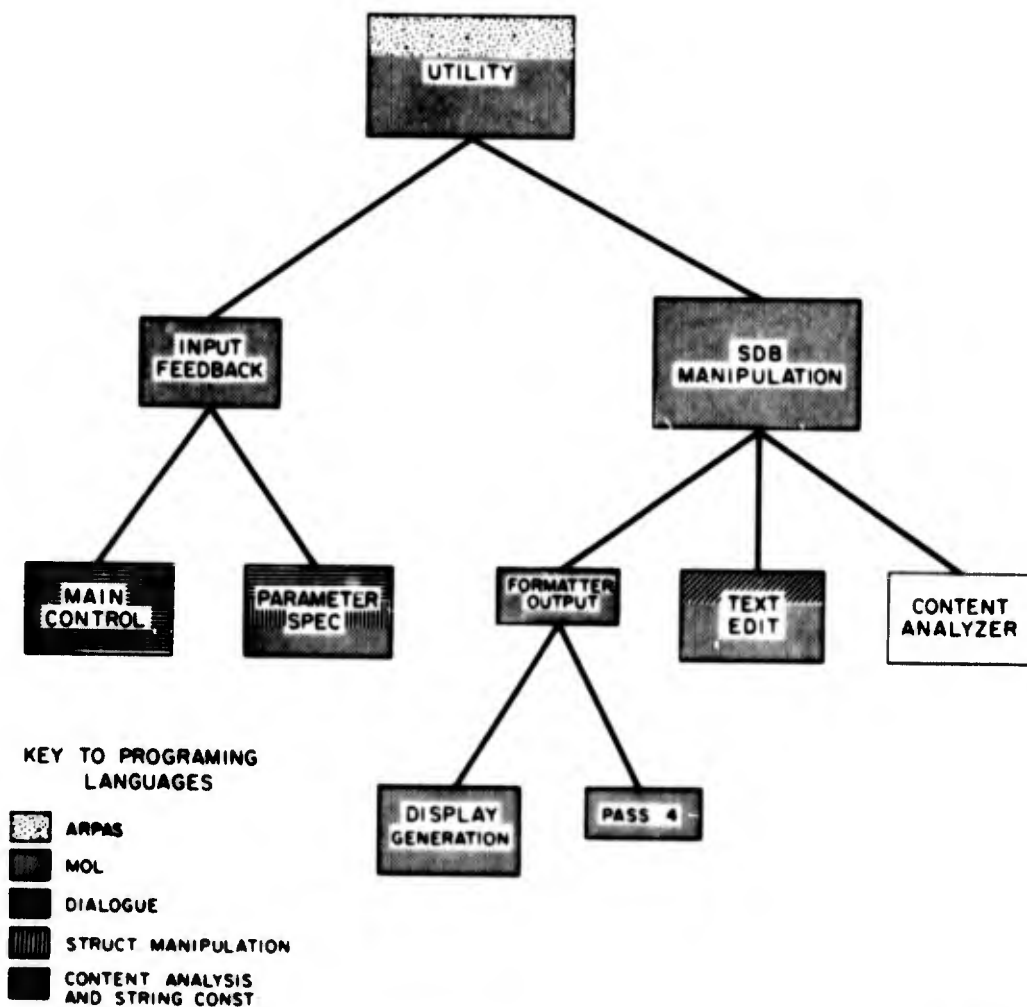 UTILITY
INPUT
FEEDBACK
SDB
MANIPULATION
MAIN
CONTROL
PARAMETER
SPEC
FORMATTER
OUTPUT
TEXT
EDIT
CONTENT
ANALYZER
DISPLAY
GENERATION
PASS 4
KEY TO PROGRAMING
LANGUAGES
ARPAS
MOL
DIALOGUE
STRUCT MANIPULATION
CONTENT ANALYSIS
AND STRING CONST